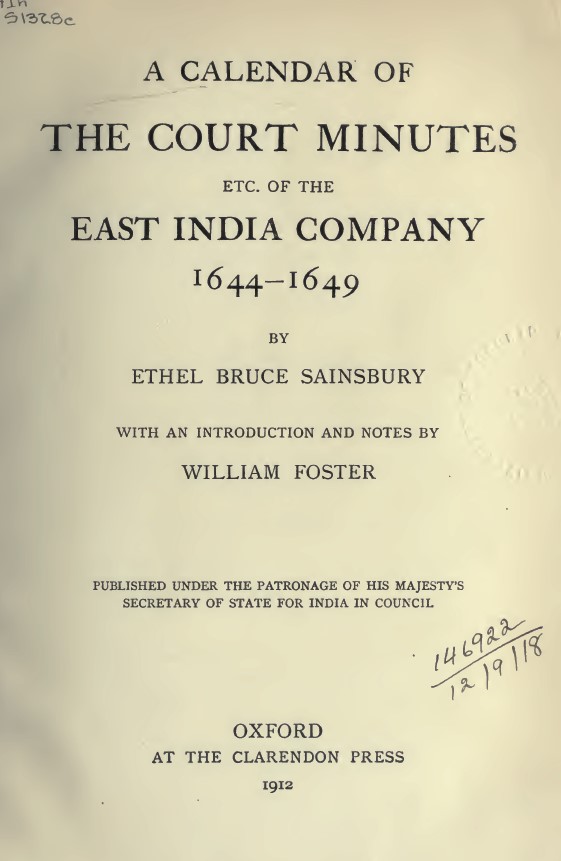 S1328c
A CALENDAR OF
THE COURT MINUTES
ETC. OF THE
EAST INDIA COMPANY
1644–1649
BY
ETHEL BRUCE SAINSBURY
WITH AN INTRODUCTION AND NOTES BY
WILLIAM FOSTER
PUBLISHED UNDER THE PATRONAGE OF HIS MAJESTY'S
SECRETARY OF STATE FOR INDIA IN COUNCIL
146922
12/9/18
OXFORD
AT THE CLARENDON PRESS
1912